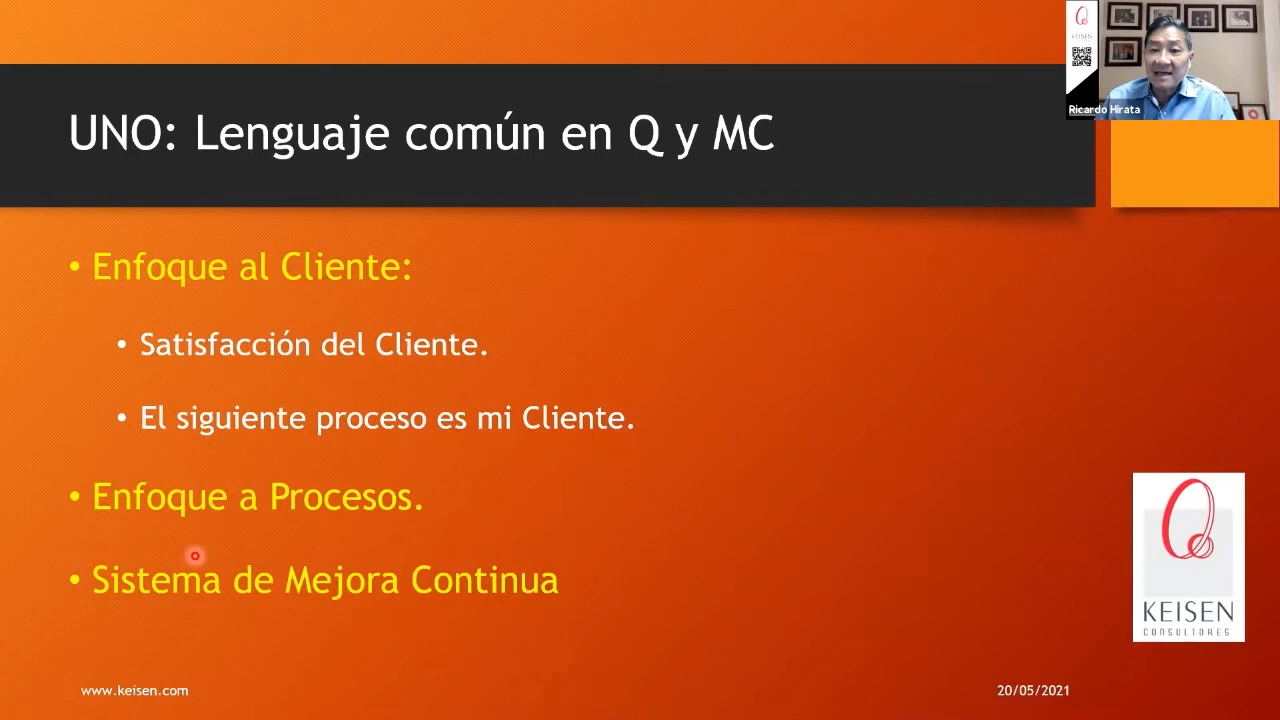 KEISEN
Ricardo Hirata
UNO: Lenguaje común en Q y MC
• Enfoque al Cliente:
• Satisfacción del Cliente.
• El siguiente proceso es mi Cliente.
• Enfoque a Procesos.
• Sistema de Mejora Continua
KEISEN
CONSULTORES
www.keisen.com
20/05/2021